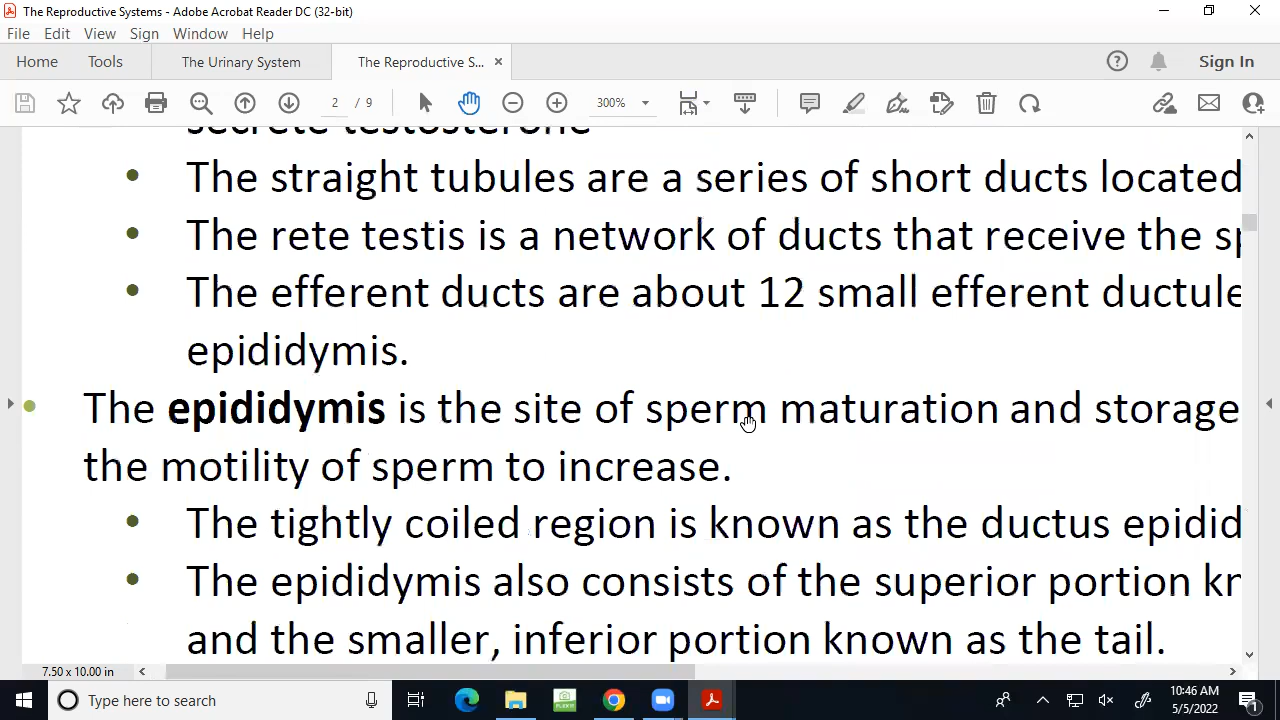 The Reproductive Systems - Adobe Acrobat Reader DC (32-bit)
File Edit View Sign Window Help
Home Tools The Urinary System The Reproductive S... × Sign In
2 / 9 300%
secrete testosterone
• The straight tubules are a series of short ducts located
• The rete testis is a network of ducts that receive the sp
• The efferent ducts are about 12 small efferent ductule
epididymis.
• The epididymis is the site of sperm maturation and storage
the motility of sperm to increase.
• The tightly coiled region is known as the ductus epidid
• The epididymis also consists of the superior portion kn
and the smaller, inferior portion known as the tail.
7.50 x 10.00 in
Type here to search
10:46 AM
5/5/2022
1